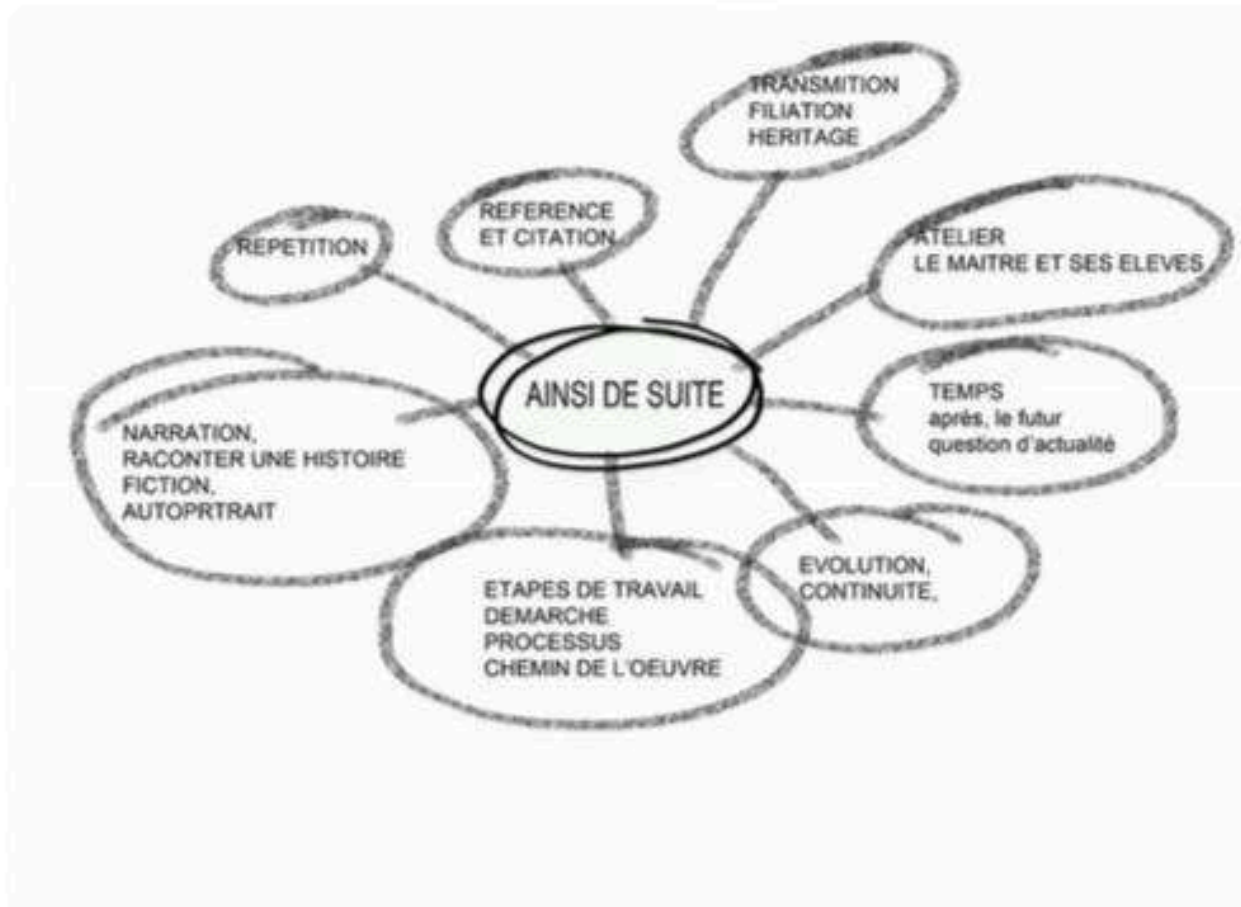 TRANSMITION
FILIATION
HERITAGE
REFERENCE
ET CITATION
REPETITION
ATELIER
LE MAITRE ET SES ELEVES
AINSI DE SUITE
TEMPS
après, le futur
question d'actualité
NARRATION,
RACONTER UNE HISTOIRE
FICTION,
AUTOPRTRAIT
EVOLUTION,
CONTINUITE,
ETAPES DE TRAVAIL
DEMARCHE
PROCESSUS
CHEMIN DE L'OEUVRE